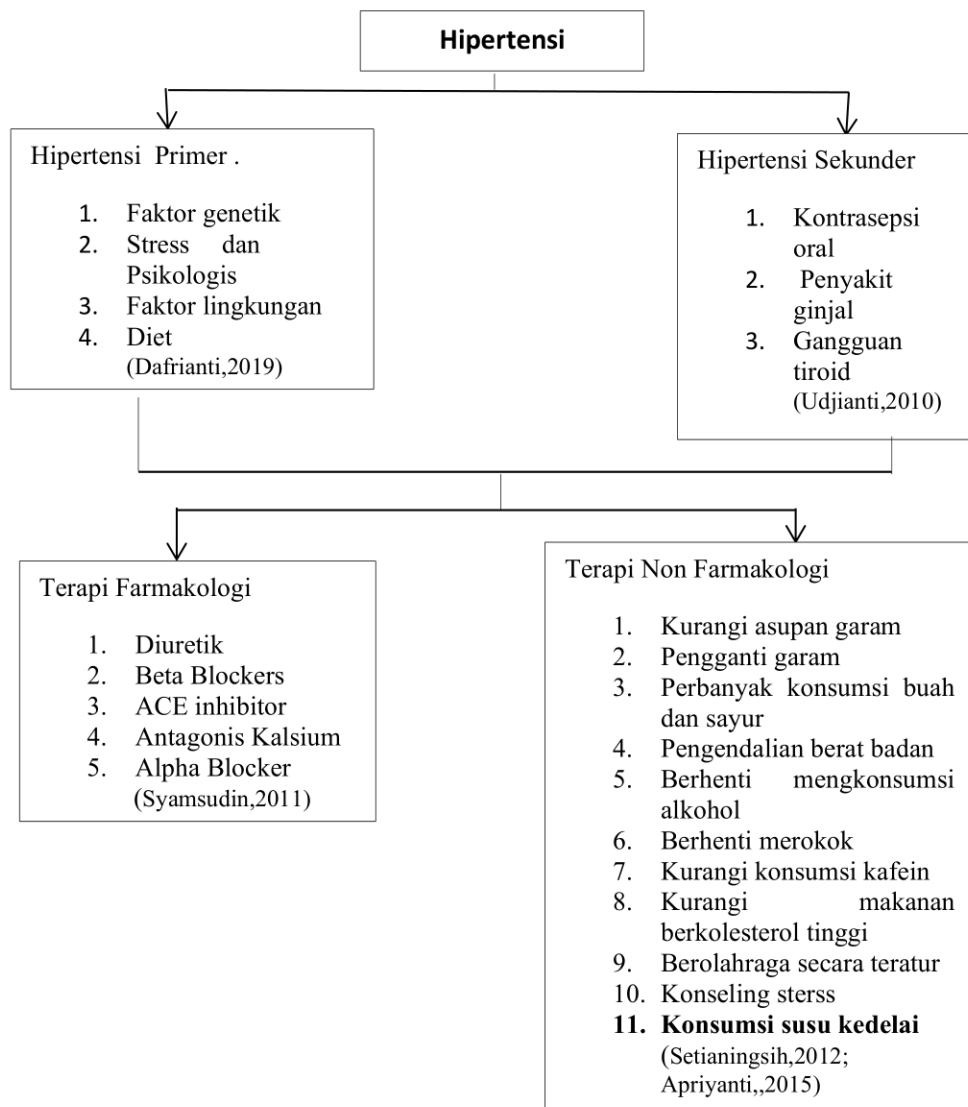 Hipertensi
Hipertensi Primer .
1. Faktor genetik
2. Stress dan
Psikologis
3. Faktor lingkungan
4. Diet
(Dafrianti,2019)
Hipertensi Sekunder
1. Kontrasepsi
oral
2. Penyakit
ginjal
3. Gangguan
tiroid
(Udjianti,2010)
Terapi Farmakologi
1. Diuretik
2. Beta Blockers
3. ACE inhibitor
4. Antagonis Kalsium
5. Alpha Blocker
(Syamsudin,2011)
Terapi Non Farmakologi
1. Kurangi asupan garam
2. Pengganti garam
3. Perbanyak konsumsi buah
dan sayur
4. Pengendalian berat badan
5. Berhenti mengkonsumsi
alkohol
6. Berhenti merokok
7. Kurangi konsumsi kafein
8. Kurangi makanan
berkolesterol tinggi
9. Berolahraga secara teratur
10. Konseling sterss
11. Konsumsi susu kedelai
(Setianingsih,2012;
Apriyanti,,2015)